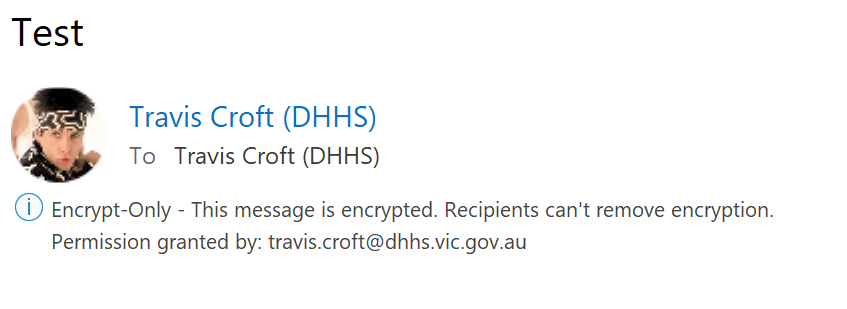 Test
Travis Croft (DHHS)
To Travis Croft (DHHS)
Encrypt-Only - This message is encrypted. Recipients can't remove encryption.
Permission granted by: travis.croft@dhhs.vic.gov.au